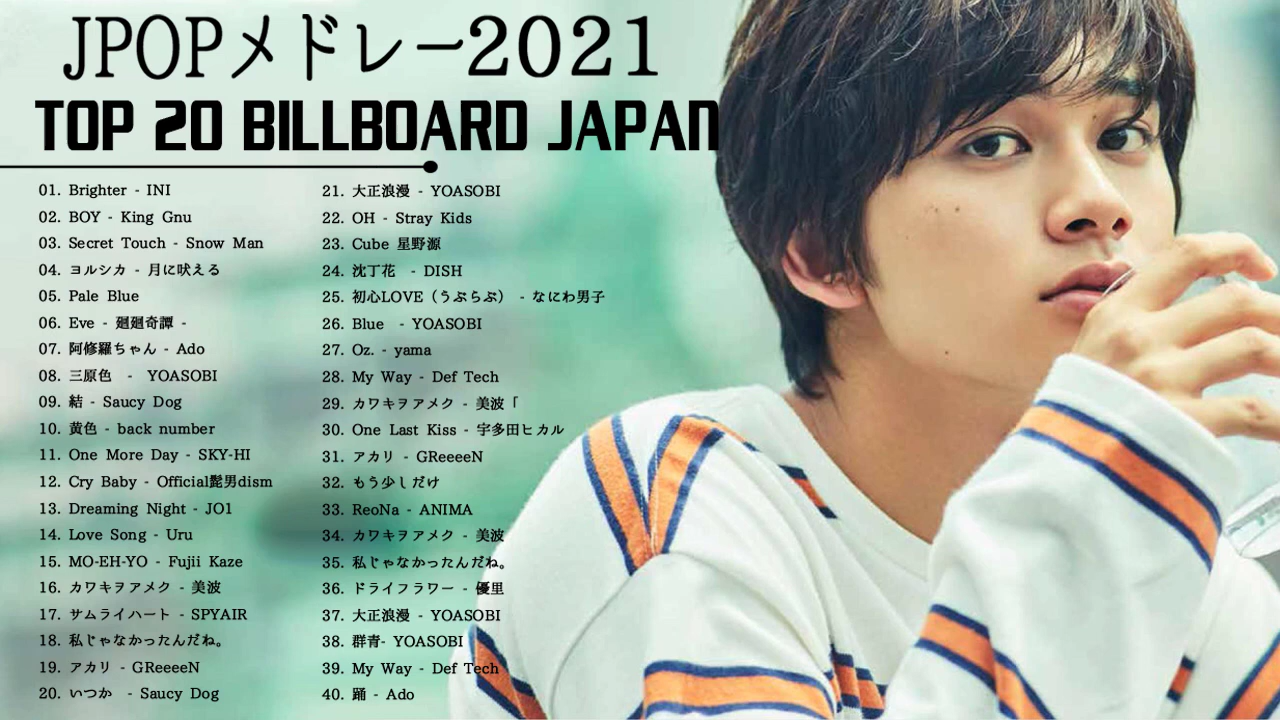 JPOPメドレー2021
TOP 20 BILLBOARD JAPAN
01. Brighter - INI
02. BOY - King Gnu
03. Secret Touch - Snow Man
04. ヨルシカ - 月に吠える
05. Pale Blue
06. Eve - 廻廻奇譚 -
07. 阿修羅ちゃん - Ado
08. 三原色 - YOASOBI
09. 結 - Saucy Dog
10. 黄色 - back number
11. One More Day - SKY-HI
12. Cry Baby - Official髭男dism
13. Dreaming Night - JO1
14. Love Song - Uru
15. MO-EH-YO - Fujii Kaze
16. カワキヲアメク - 美波
17. サムライハート - SPYAIR
18. 私じゃなかったんだね。
19. アカリ - GReeeeN
20. いつか - Saucy Dog
21. 大正浪漫 - YOASOBI
22. OH - Stray Kids
23. Cube 星野源
24. 沈丁花 - DISH
25. 初心LOVE（うぶらぶ） - なにわ男子
26. Blue - YOASOBI
27. Oz. - yama
28. My Way - Def Tech
29. カワキヲアメク - 美波「
30. One Last Kiss - 宇多田ヒカル
31. アカリ - GReeeeN
32. もう少しだけ
33. ReoNa - ANIMA
34. カワキヲアメク - 美波
35. 私じゃなかったんだね。
36. ドライフラワー - 優里
37. 大正浪漫 - YOASOBI
38. 群青- YOASOBI
39. My Way - Def Tech
40. 踊 - Ado